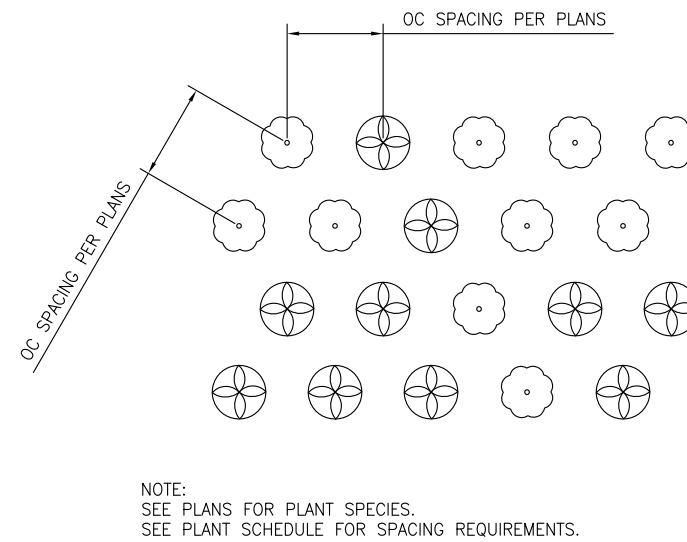 OC SPACING PER PLANS
OC SPACING PER PLANS
NOTE:
SEE PLANS FOR PLANT SPECIES.
SEE PLANT SCHEDULE FOR SPACING REQUIREMENTS.